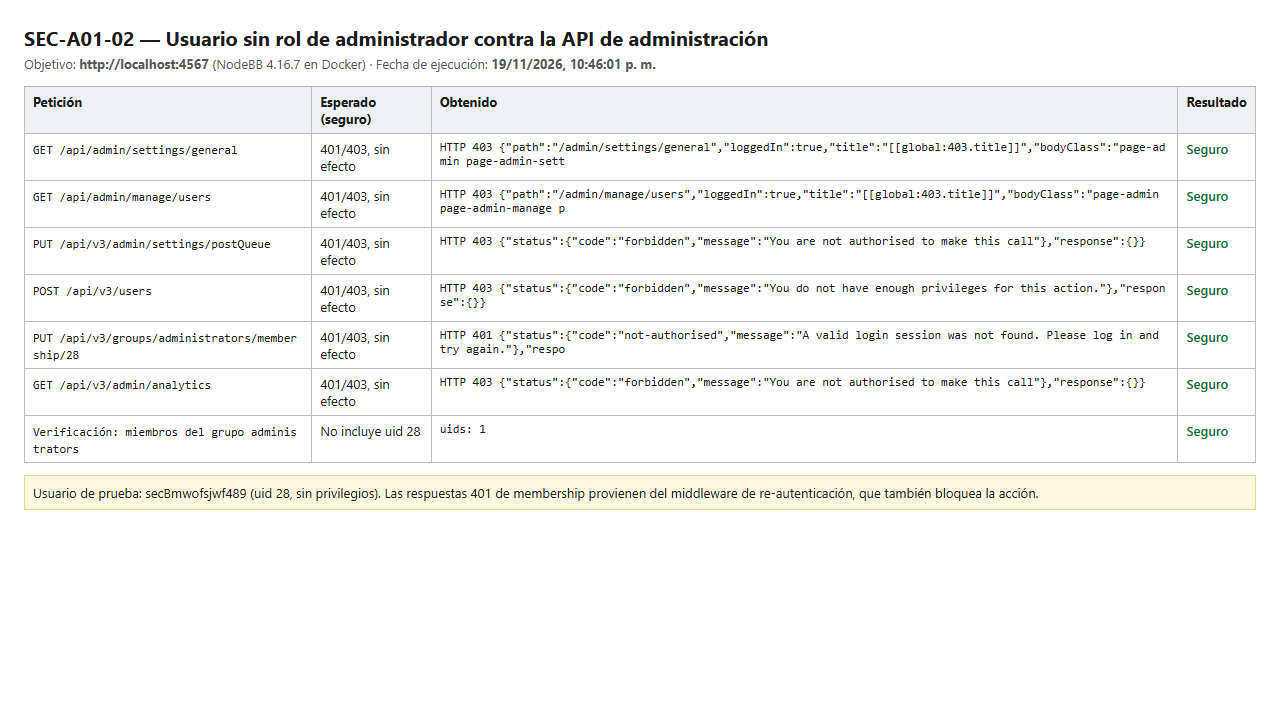 SEC-A01-02 — Usuario sin rol de administrador contra la API de administración
Objetivo: http://localhost:4567 (NodeBB 4.16.7 en Docker) · Fecha de ejecución: 19/11/2026, 10:46:01 p. m.
Petición
Esperado
(seguro)
Obtenido
Resultado
GET /api/admin/settings/general
401/403, sin
efecto
HTTP 403 {"path":"/admin/settings/general","loggedIn":true,"title":"[[global:403.title]]","bodyClass":"page-ad
min page-admin-sett
Seguro
GET /api/admin/manage/users
401/403, sin
efecto
HTTP 403 {"path":"/admin/manage/users","loggedIn":true,"title":"[[global:403.title]]","bodyClass":"page-admin
page-admin-manage p
Seguro
PUT /api/v3/admin/settings/postQueue
401/403, sin
efecto
HTTP 403 {"status":{"code":"forbidden","message":"You are not authorised to make this call"},"response":{}}
Seguro
POST /api/v3/users
401/403, sin
efecto
HTTP 403 {"status":{"code":"forbidden","message":"You do not have enough privileges for this action."},"respon
se":{}}
Seguro
PUT /api/v3/groups/administrators/member
ship/28
401/403, sin
efecto
HTTP 401 {"status":{"code":"not-authorised","message":"A valid login session was not found. Please log in and
try again."},"respo
Seguro
GET /api/v3/admin/analytics
401/403, sin
efecto
HTTP 403 {"status":{"code":"forbidden","message":"You are not authorised to make this call"},"response":{}}
Seguro
Verificación: miembros del grupo adminis
trators
No incluye uid 28
uids: 1
Seguro
Usuario de prueba: secBmwofsjwf489 (uid 28, sin privilegios). Las respuestas 401 de membership provienen del middleware de re-autenticación, que también bloquea la acción.